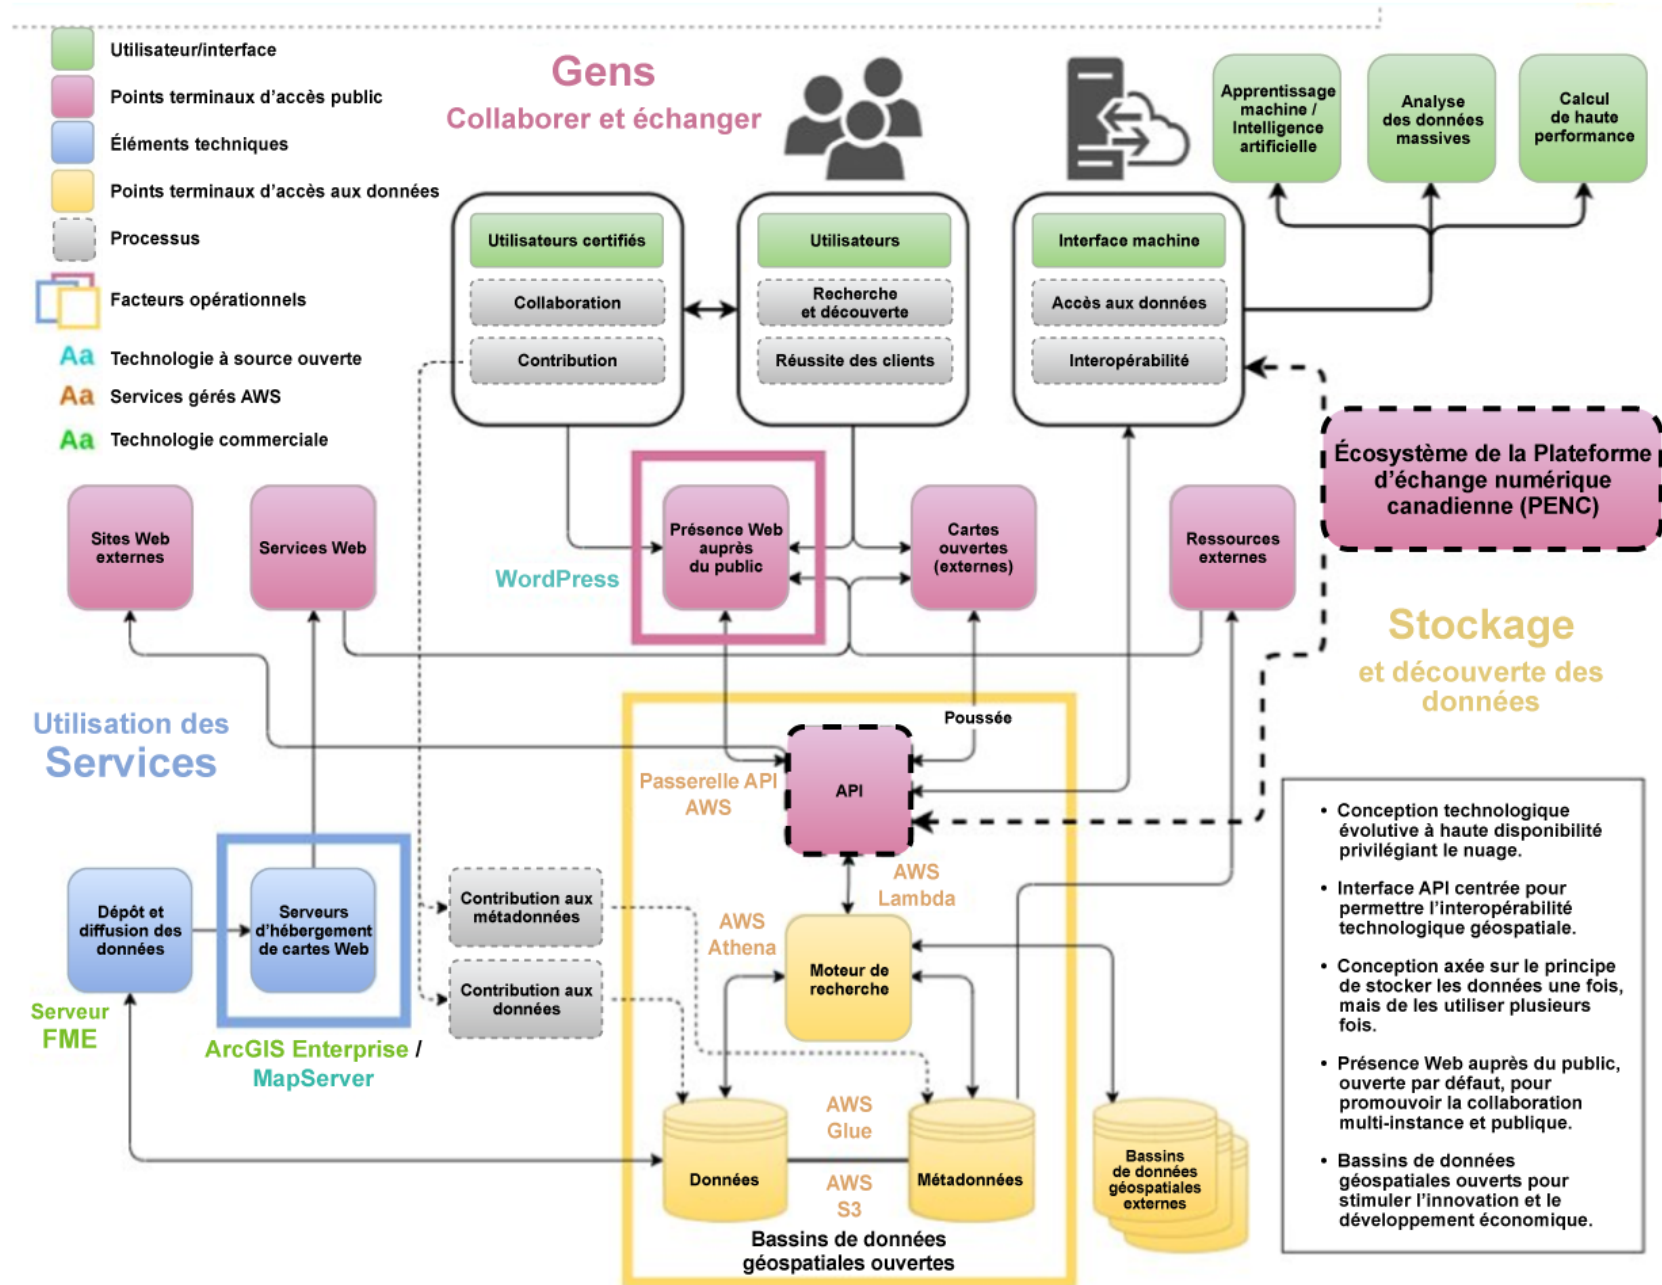 Utilisateur/interface
Points terminaux d'accès public
Éléments techniques
Points terminaux d'accès aux données
Processus
Facteurs opérationnels
Aa Technologie à source ouverte
Aa Services gérés AWS
Aa Technologie commerciale
Gens
Collaborer et échanger
Apprentissage
machine /
Intelligence
artificielle
Analyse
des données
massives
Calcul
de haute
performance
Utilisateurs certifiés
Collaboration
Contribution
Utilisateurs
Recherche
et découverte
Réussite des clients
Interface machine
Accès aux données
Interopérabilité
Écosystème de la Plateforme
d'échange numérique
canadienne (PENC)
Sites Web
externes
Services Web
WordPress
Présence Web
auprès
du public
Cartes
ouvertes
(externes)
Ressources
externes
Stockage
et découverte des
données
Utilisation des
Services
Poussée
Passerelle API
AWS
API
AWS
Lambda
Dépôt et
diffusion des
données
Serveurs
d'hébergement
de cartes Web
Serveur
FME
ArcGIS Enterprise /
MapServer
Contribution aux
métadonnées
Contribution aux
données
AWS
Athena
Moteur de
recherche
AWS
Glue
Données
AWS
S3
Métadonnées
Bassins de données
géospatiales ouvertes
Bassins
de données
géospatiales
externes
• Conception technologique
évolutive à haute disponibilité
privilégiant le nuage.
• Interface API centrée pour
permettre l'interopérabilité
technologique géospatiale.
• Conception axée sur le principe
de stocker les données une fois,
mais de les utiliser plusieurs
fois.
• Présence Web auprès du public,
ouverte par défaut, pour
promouvoir la collaboration
multi-instance et publique.
• Bassins de données
géospatiales ouverts pour
stimuler l'innovation et le
développement économique.